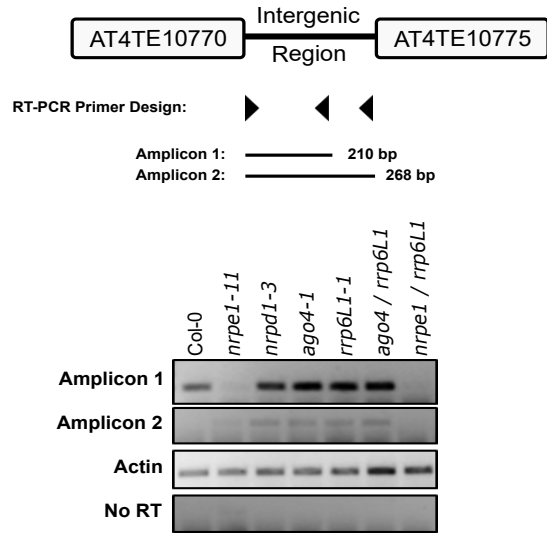 AT4TE10770
Intergenic
Region
AT4TE10775
RT-PCR Primer Design:
Amplicon 1: 210 bp
Amplicon 2: 268 bp
Col-0
nrpe1-11
nrpd1-3
ago4-1
rrp6L1-1
ago4 / rrp6L1
nrpe1 / rrp6L1
Amplicon 1
Amplicon 2
Actin
No RT